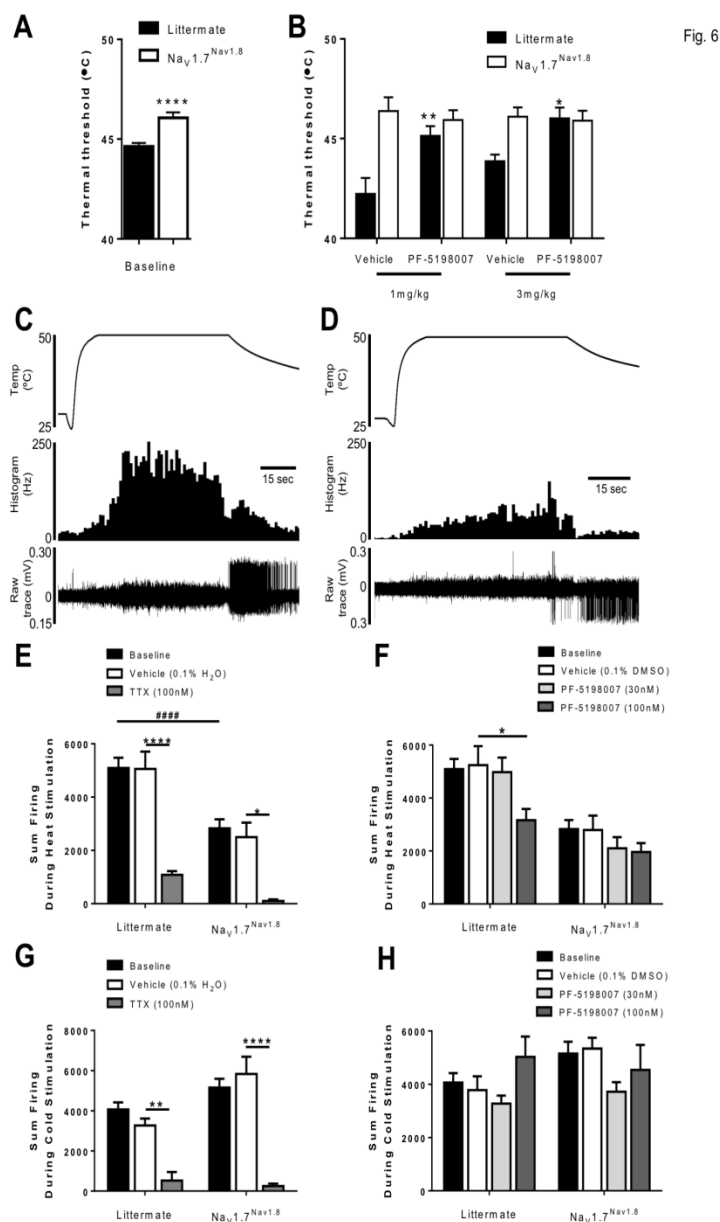 Fig. 6
A
Littermate
NaV1.7Nav1.8
Thermal threshold (●C)
50
45
40
****
Baseline
B
Littermate
NaV1.7Nav1.8
Thermal threshold (●C)
50
45
40
**
*
Vehicle PF-5198007 Vehicle PF-5198007
1mg/kg 3mg/kg
C
Temp
(ºC)
50
25
Histogram
(Hz)
250
0
15 sec
Raw
trace (mV)
0.30
0
0.15
D
Temp
(ºC)
50
25
Histogram
(Hz)
250
0
15 sec
Raw
trace (mV)
0.3
0
0.3
E
Baseline
Vehicle (0.1% H2O)
TTX (100nM)
Sum Firing
During Heat Stimulation
6000
4000
2000
0
####
****
*
Littermate NaV1.7Nav1.8
F
Baseline
Vehicle (0.1% DMSO)
PF-5198007 (30nM)
PF-5198007 (100nM)
Sum Firing
During Heat Stimulation
6000
4000
2000
0
*
Littermate NaV1.7Nav1.8
G
Baseline
Vehicle (0.1% H2O)
TTX (100nM)
Sum Firing
During Cold Stimulation
8000
6000
4000
2000
0
**
****
Littermate NaV1.7Nav1.8
H
Baseline
Vehicle (0.1% DMSO)
PF-5198007 (30nM)
PF-5198007 (100nM)
Sum Firing
During Cold Stimulation
6000
4000
2000
0
Littermate NaV1.7Nav1.8